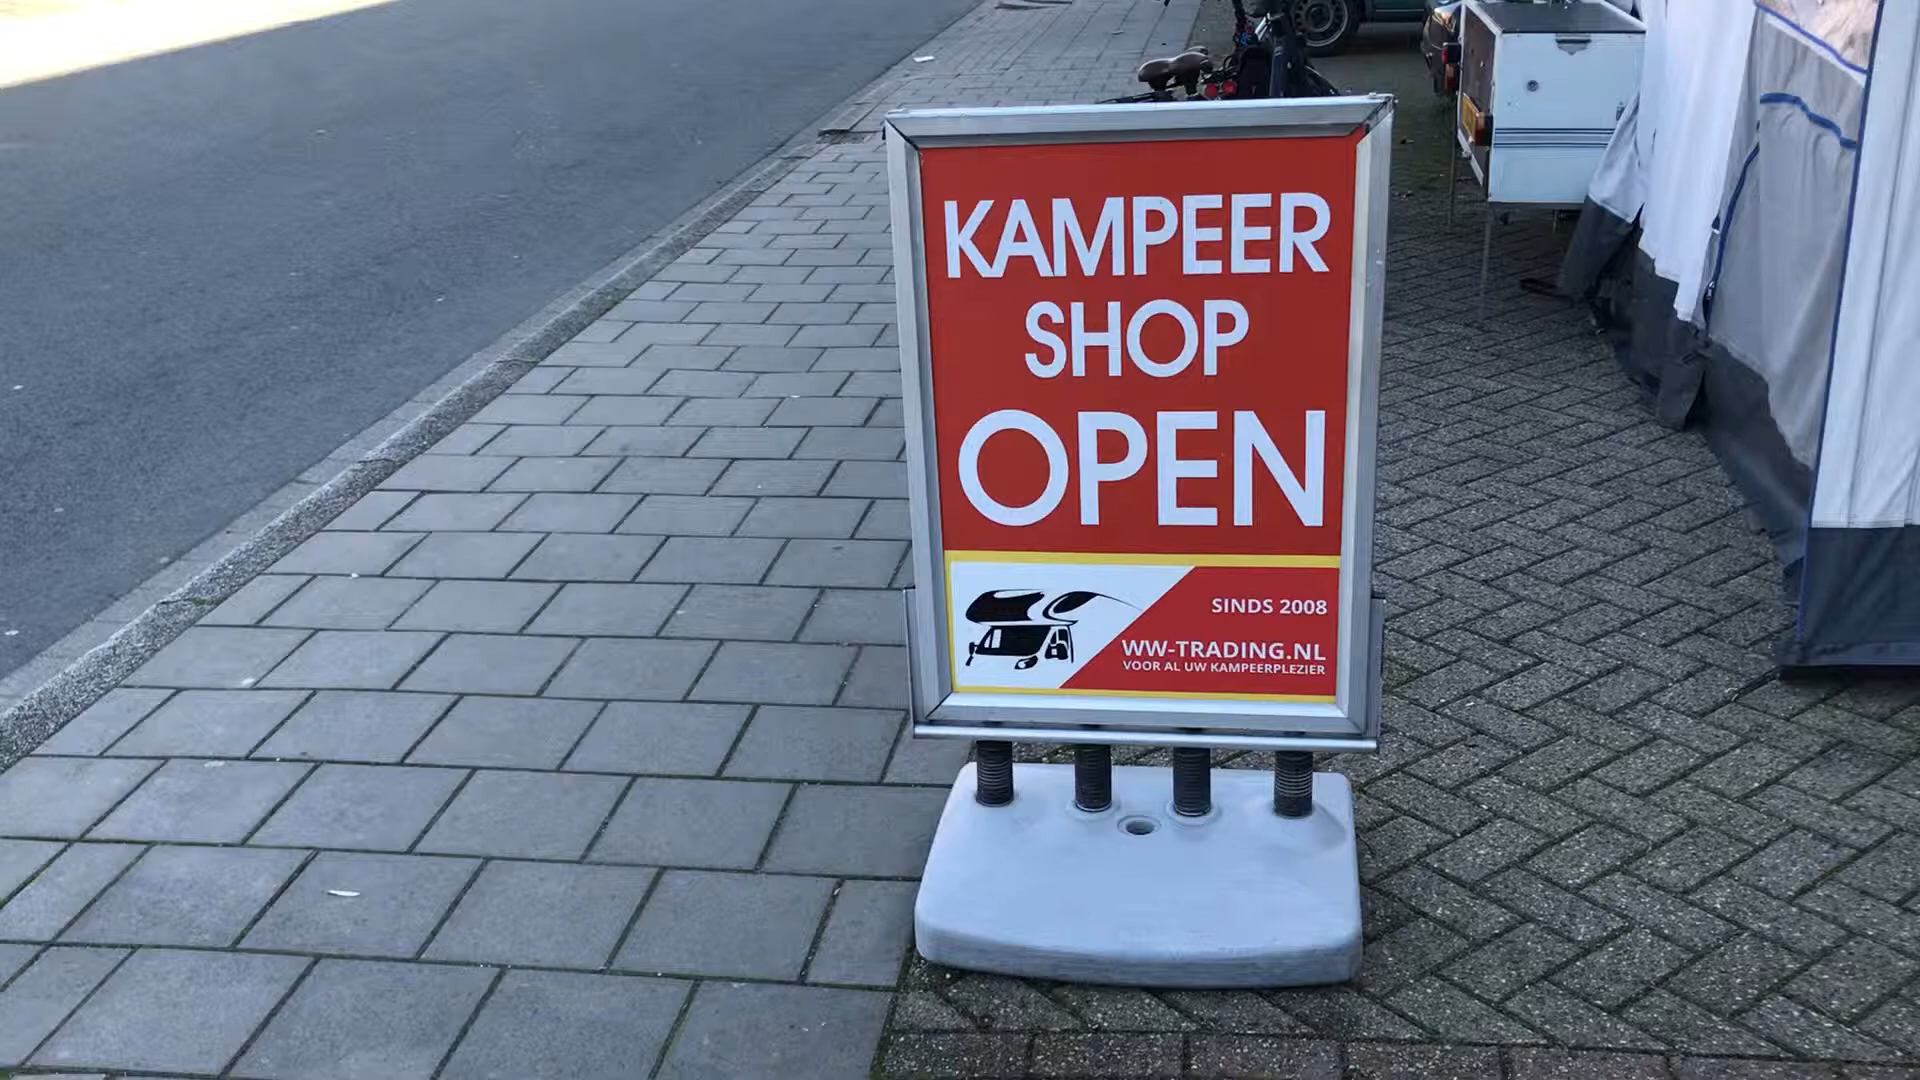 KAMPEER
SHOP
OPEN
SINDS 2008
WW-TRADING.NL
VOOR AL UW KAMPEERPLEZIER